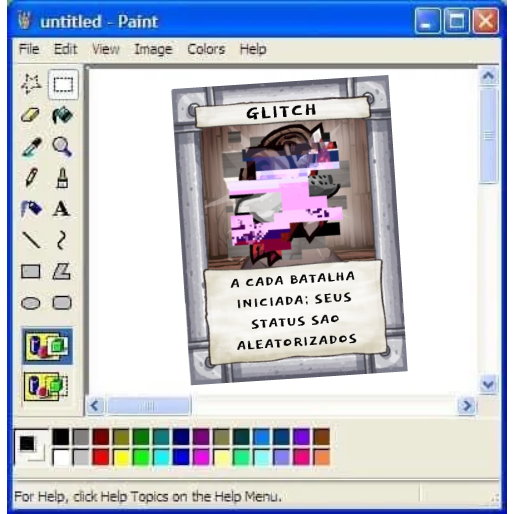 untitled - Paint
File Edit View Image Colors Help
A
GLITCH
A CADA BATALHA
INICIADA; SEUS
STATUS SAO
ALEATORIZADOS
For Help, click Help Topics on the Help Menu.